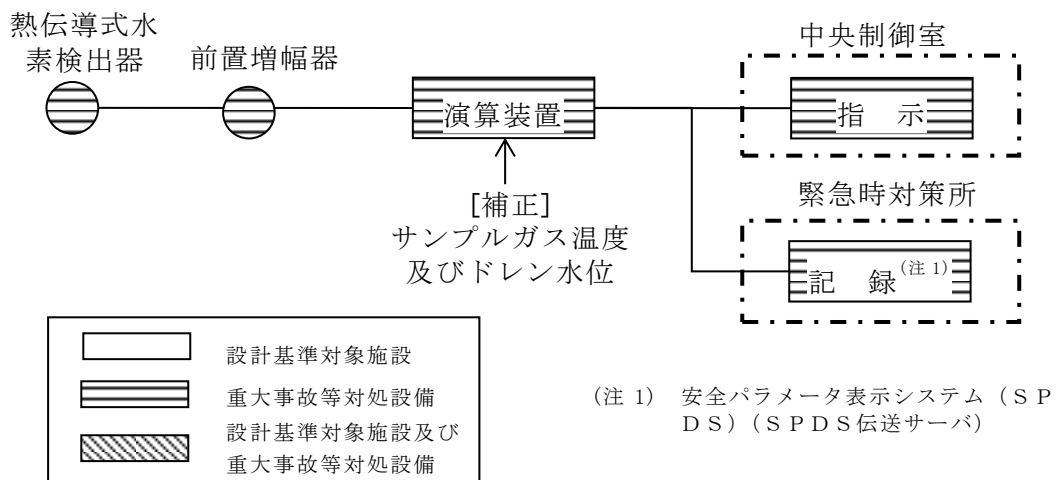 熱伝導式水
素検出器
前置増幅器
演算装置
[補正]
サンプルガス温度
及びドレン水位
中央制御室
指 示
緊急時対策所
記 録(注 1)
設計基準対象施設
重大事故等対処設備
設計基準対象施設及び
重大事故等対処設備
(注 1) 安全パラメータ表示システム(SP
DS)(SPDS伝送サーバ)